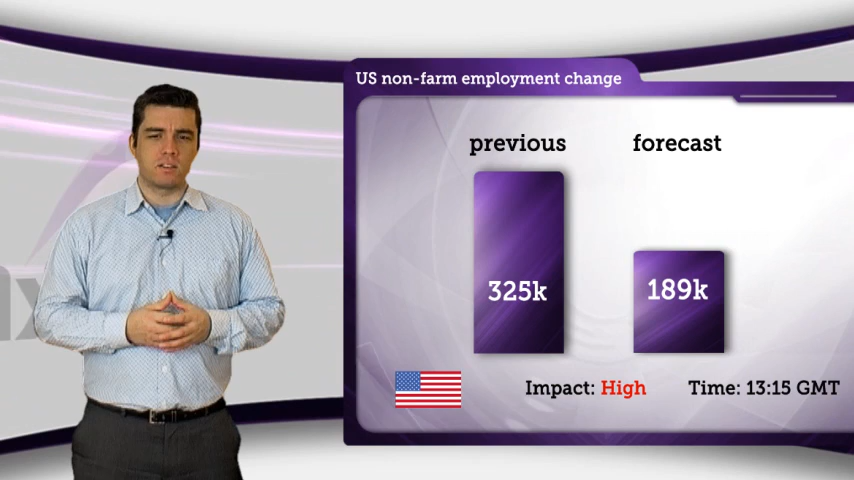 US non-farm employment change
previous
forecast
325k
189k
Impact: High
Time: 13:15 GMT